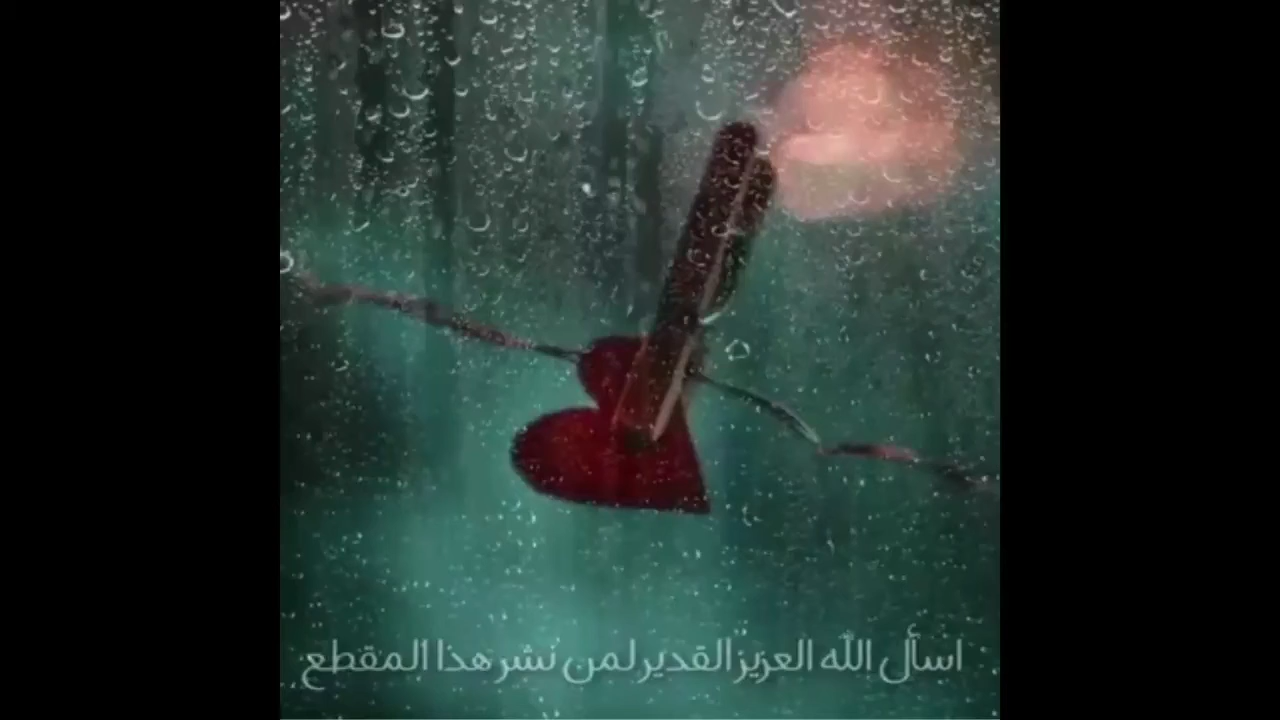 اسأل الله العزيز القدير لمن نشر هذا المقطع